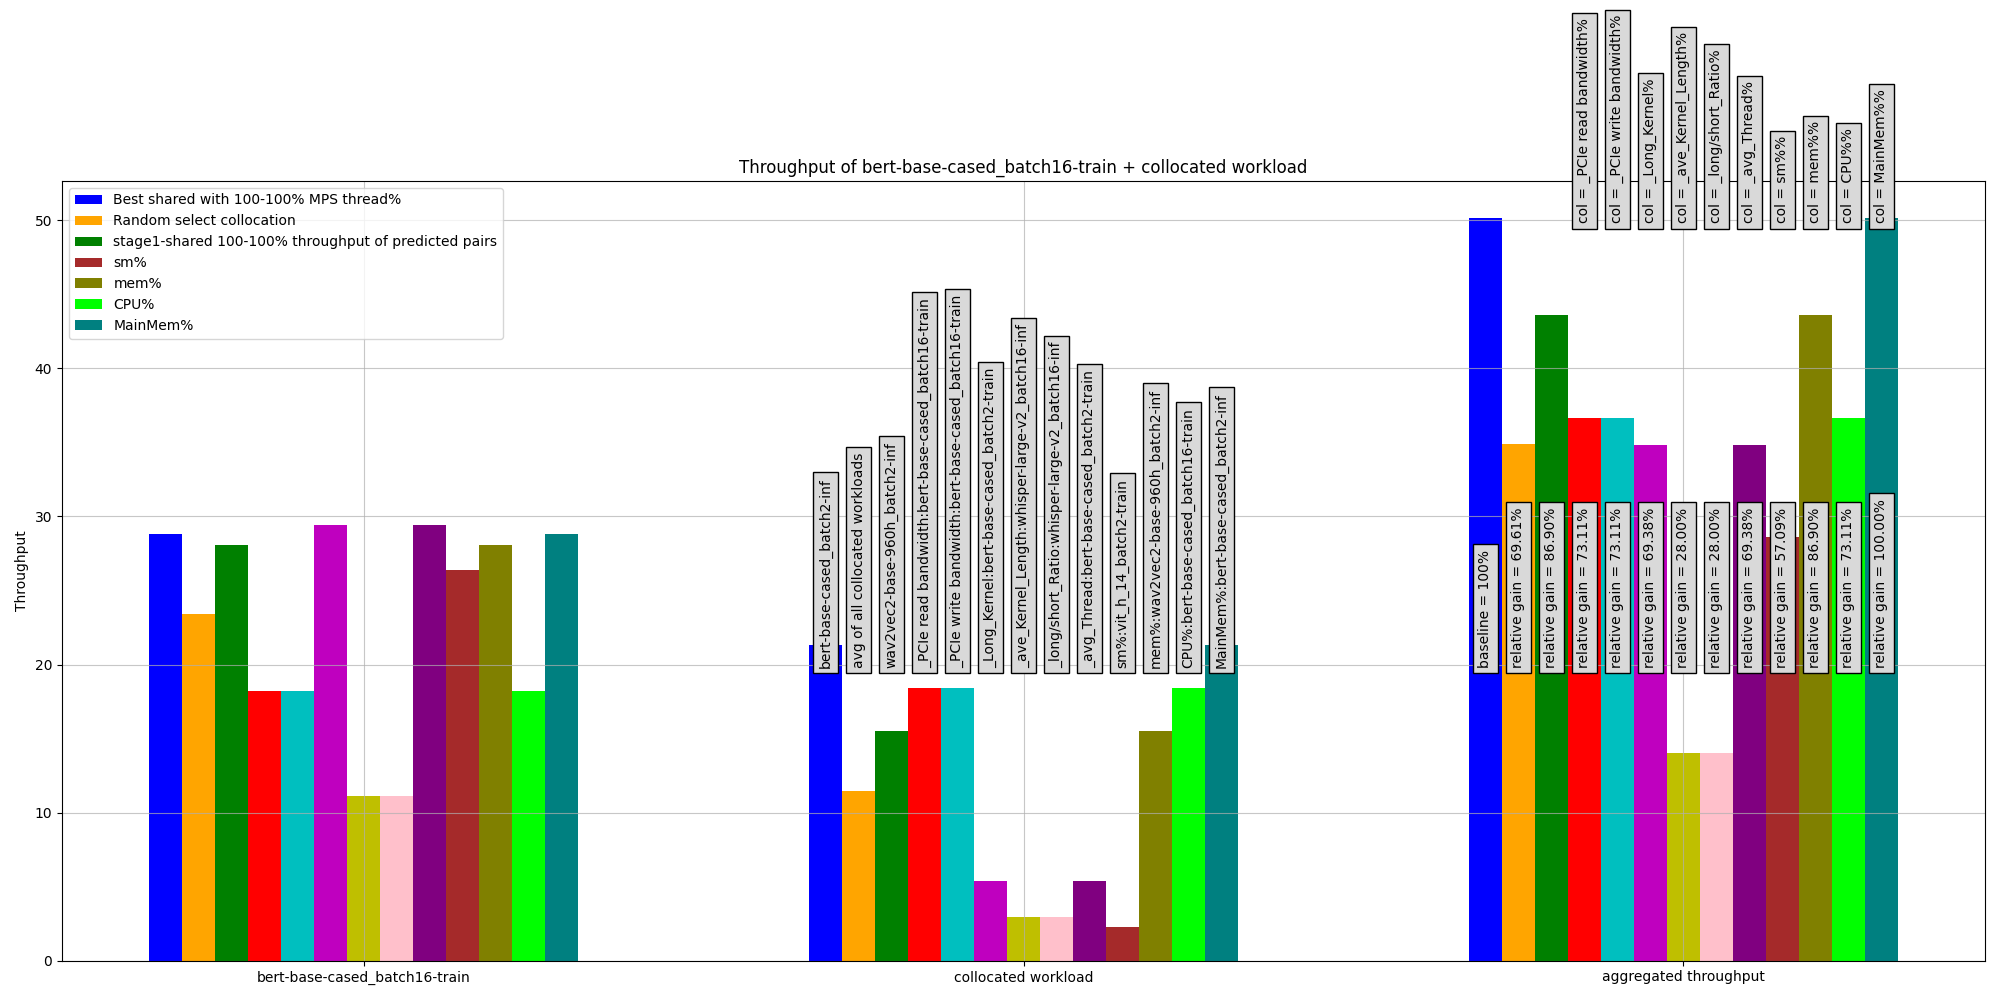 Throughput of bert-base-cased_batch16-train + collocated workload
Best shared with 100-100% MPS thread%
Random select collocation
stage1-shared 100-100% throughput of predicted pairs
sm%
mem%
CPU%
MainMem%
Throughput
50
40
30
20
10
0
bert-base-cased_batch2-inf
avg of all collocated workloads
wav2vec2-base-960h_batch2-inf
_PCIe read bandwidth:bert-base-cased_batch16-train
_PCIe write bandwidth:bert-base-cased_batch16-train
_Long_Kernel:bert-base-cased_batch2-train
_ave_Kernel_Length:whisper-large-v2_batch16-inf
_long/short_Ratio:whisper-large-v2_batch16-inf
_avg_Thread:bert-base-cased_batch2-train
sm%:vit_h_14_batch2-train
mem%:wav2vec2-base-960h_batch2-inf
CPU%:bert-base-cased_batch16-train
MainMem%:bert-base-cased_batch2-inf
col = _PCIe read bandwidth%
col = _PCIe write bandwidth%
col = _Long_Kernel%
col = _ave_Kernel_Length%
col = _long/short_Ratio%
col = _avg_Thread%
col = sm%%
col = mem%%
col = CPU%%
col = MainMem%%
baseline = 100%
relative gain = 69.61%
relative gain = 86.90%
relative gain = 73.11%
relative gain = 73.11%
relative gain = 69.38%
relative gain = 28.00%
relative gain = 28.00%
relative gain = 69.38%
relative gain = 57.09%
relative gain = 86.90%
relative gain = 73.11%
relative gain = 100.00%
bert-base-cased_batch16-train
collocated workload
aggregated throughput